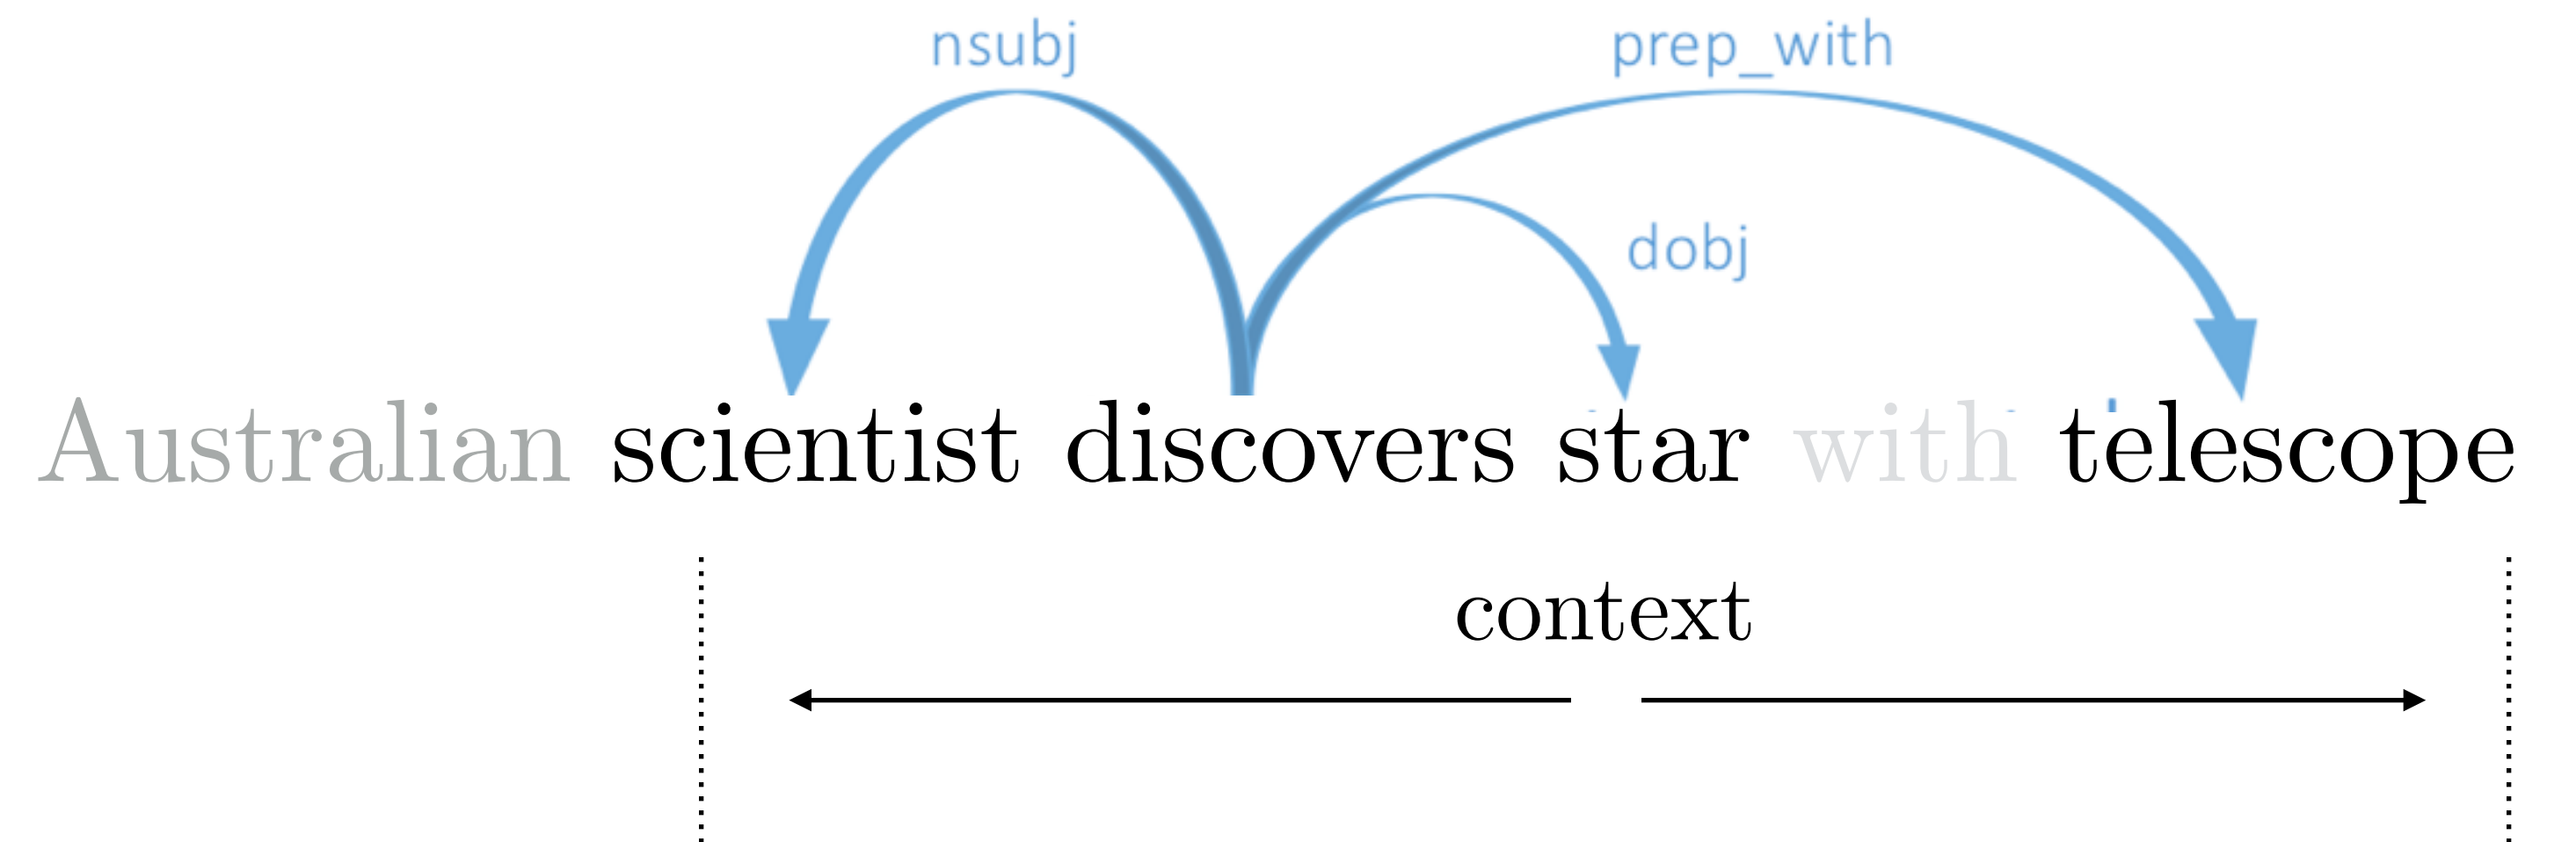 nsubj prep_with
dobj
Australian scientist discovers star with telescope
context